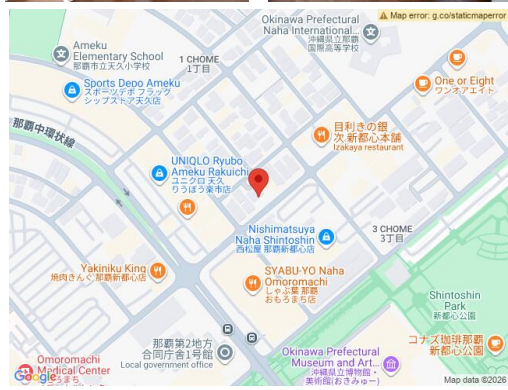 Okinawa Prefectural
Naha International...
沖縄県立那覇
国際高等学校
⚠ Map error: g.co/staticmaperror
Ameku
Elementary School
那覇市立天久小学校
1 CHOME
1丁目
Sports Depo Ameku
スポーツデポ フラッグ
シップストア天久店
One or Eight
ワンオアエイト
目利きの銀
次 新都心本舗
Izakaya restaurant
那覇中環状線
UNIQLO Ryubo
Ameku Rakuichi
ユニクロ 天久
りうぼう楽市店
Nishimatsuya
Naha Shintoshin
西松屋 那覇新都心店
3 CHOME
3丁目
Yakiniku King
焼肉きんぐ 那覇新都心店
SYABU-YO Naha
Omoromachi
しゃぶ葉 那覇
おもろまち店
Shintoshin
Park
新都心公園
那覇第2地方
合同庁舎1号館
Local government office
コナズ珈琲那覇
新都心公園
Okinawa Prefectural
Museum and Art...
沖縄県立博物館・
美術館(おきみゅー)
Omoromachi
Medical Center
Google
Map data ©2026